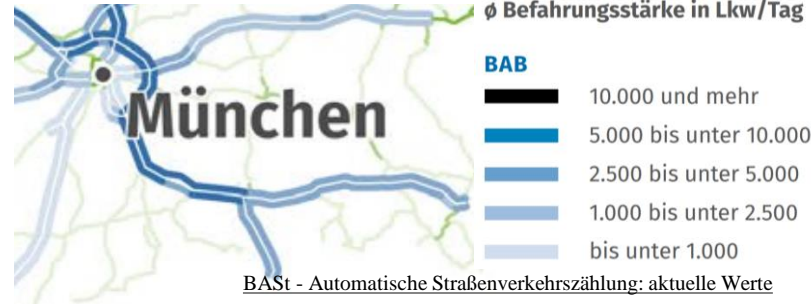 ø Befahrungsstärke in Lkw/Tag
BAB
10.000 und mehr
5.000 bis unter 10.000
2.500 bis unter 5.000
1.000 bis unter 2.500
bis unter 1.000
München
BASt - Automatische Straßenverkehrszählung: aktuelle Werte